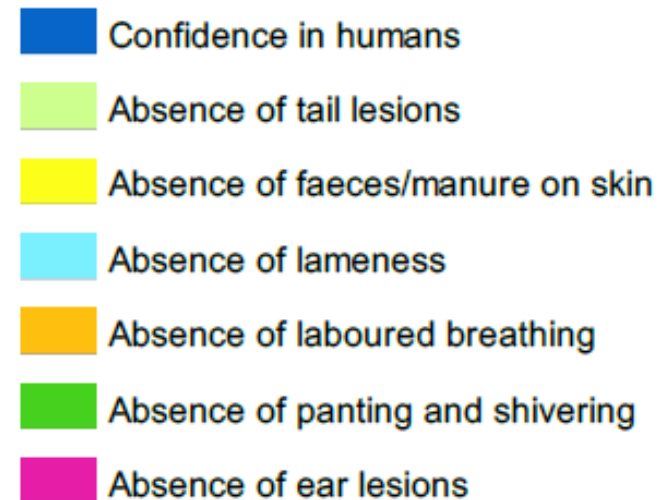 Confidence in humans
Absence of tail lesions
Absence of faeces/manure on skin
Absence of lameness
Absence of laboured breathing
Absence of panting and shivering
Absence of ear lesions